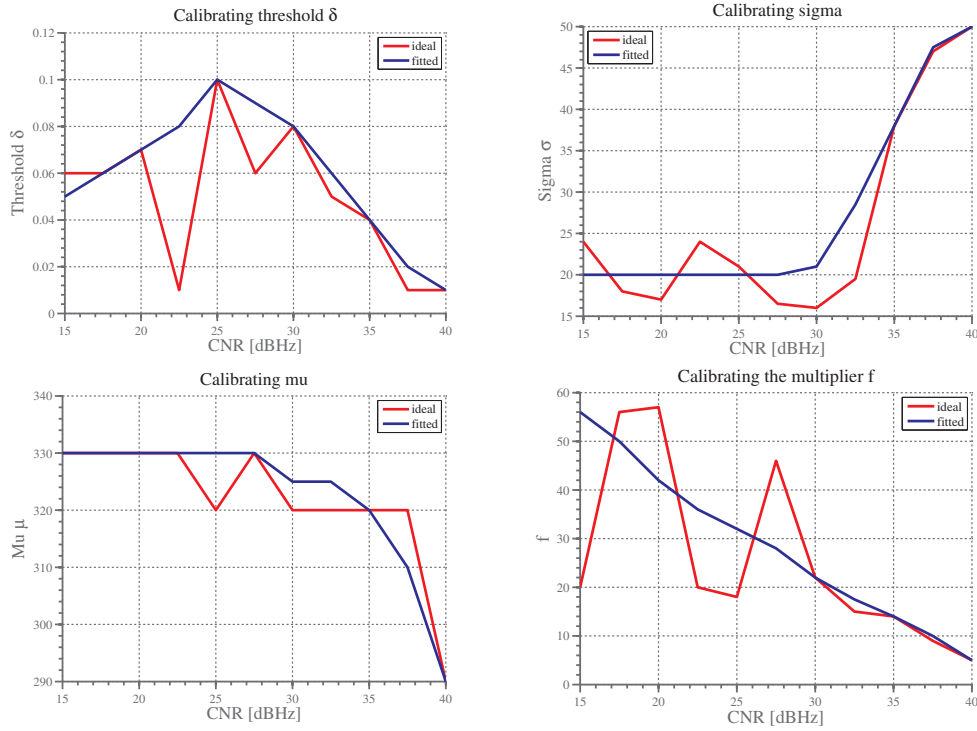 Calibrating threshold δ
0.12
0.1
0.08
0.06
0.04
0.02
0
Threshold δ
15 20 25 30 35 40
CNR [dBHz]
ideal
fitted
Calibrating sigma
50
45
40
35
30
25
20
15
Sigma σ
15 20 25 30 35 40
CNR [dBHz]
ideal
fitted
Calibrating mu
340
330
320
310
300
290
Mu μ
15 20 25 30 35 40
CNR [dBHz]
ideal
fitted
Calibrating the multiplier f
60
50
40
30
20
10
0
f
15 20 25 30 35 40
CNR [dBHz]
ideal
fitted